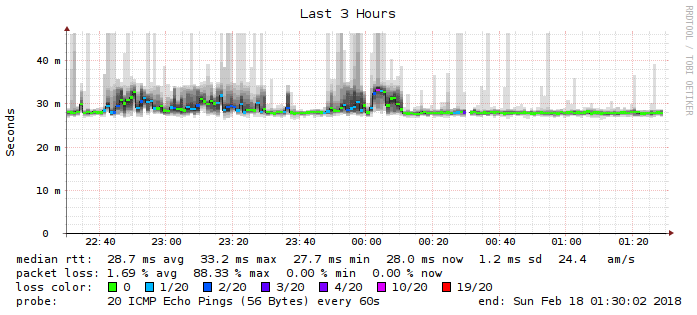 Last 3 Hours
RRDTOOL / TOBI OETIKER
Seconds
40 m
30 m
20 m
10 m
0
22:40 23:00 23:20 23:40 00:00 00:20 00:40 01:00 01:20
median rtt: 28.7 ms avg 33.2 ms max 27.7 ms min 28.0 ms now 1.2 ms sd 24.4 am/s
packet loss: 1.69 % avg 88.33 % max 0.00 % min 0.00 % now
loss color: 0 1/20 2/20 3/20 4/20 10/20 19/20
probe: 20 ICMP Echo Pings (56 Bytes) every 60s end: Sun Feb 18 01:30:02 2018